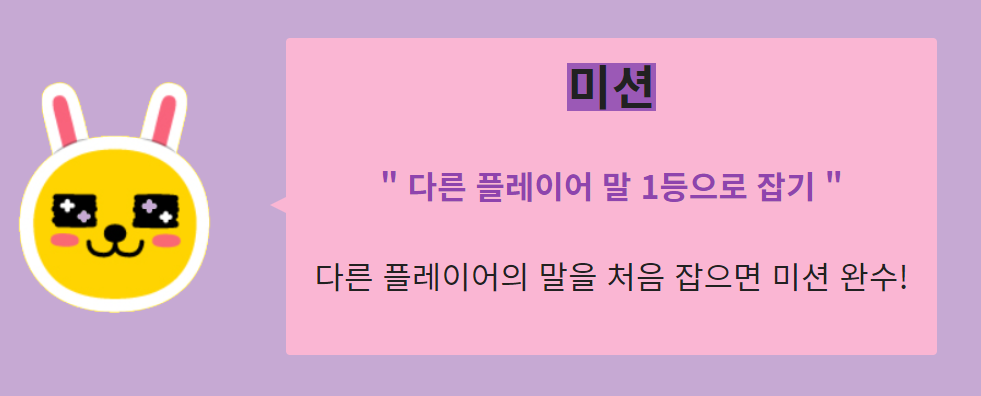 미션
" 다른 플레이어 말 1등으로 잡기 "
다른 플레이어의 말을 처음 잡으면 미션 완수!